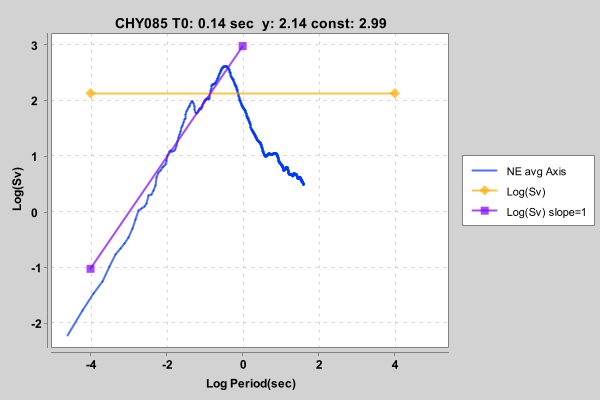 CHY085 T0: 0.14 sec  y: 2.14 const: 2.99
3
2
1
0
-1
-2
Log(Sv)
-4
-2
0
2
4
Log Period(sec)
NE avg Axis
Log(Sv)
Log(Sv) slope=1